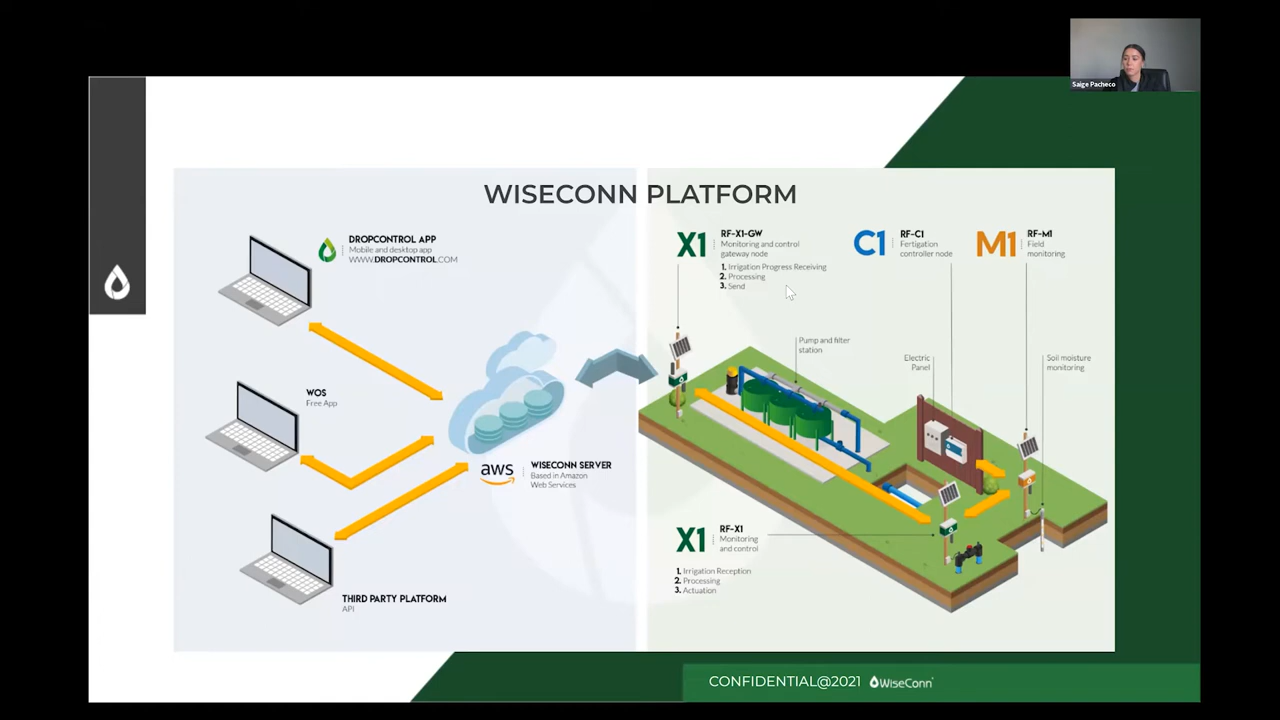 Saige Pacheco
WISECONN PLATFORM
DROPCONTROL APP
Mobile and desktop app
WWW.DROPCONTROL.COM
WOS
Free App
THIRD PARTY PLATFORM
API
aws
WISECONN SERVER
Based in Amazon
Web Services
X1
RF-X1-GW
Monitoring and control
gateway node
1. Irrigation Progress Receiving
2. Processing
3. Send
C1
RF-C1
Fertigation
controller node
M1
RF-M1
Field
monitoring
Pump and filter
station
Electric
Panel
Soil moisture
monitoring
X1
RF-X1
Monitoring
and control
1. Irrigation Reception
2. Processing
3. Actuation
CONFIDENTIAL@2021
WiseConn